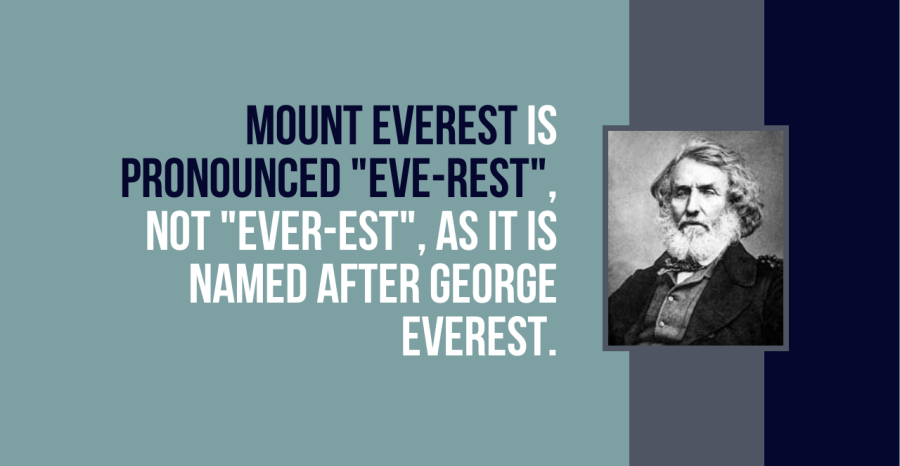 MOUNT EVEREST IS
PRONOUNCED "EVE-REST",
NOT "EVER-EST", AS IT IS
NAMED AFTER GEORGE
EVEREST.